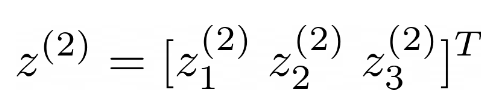 $z^{(2)} = [z_1^{(2)} \ z_2^{(2)} \ z_3^{(2)}]^T$